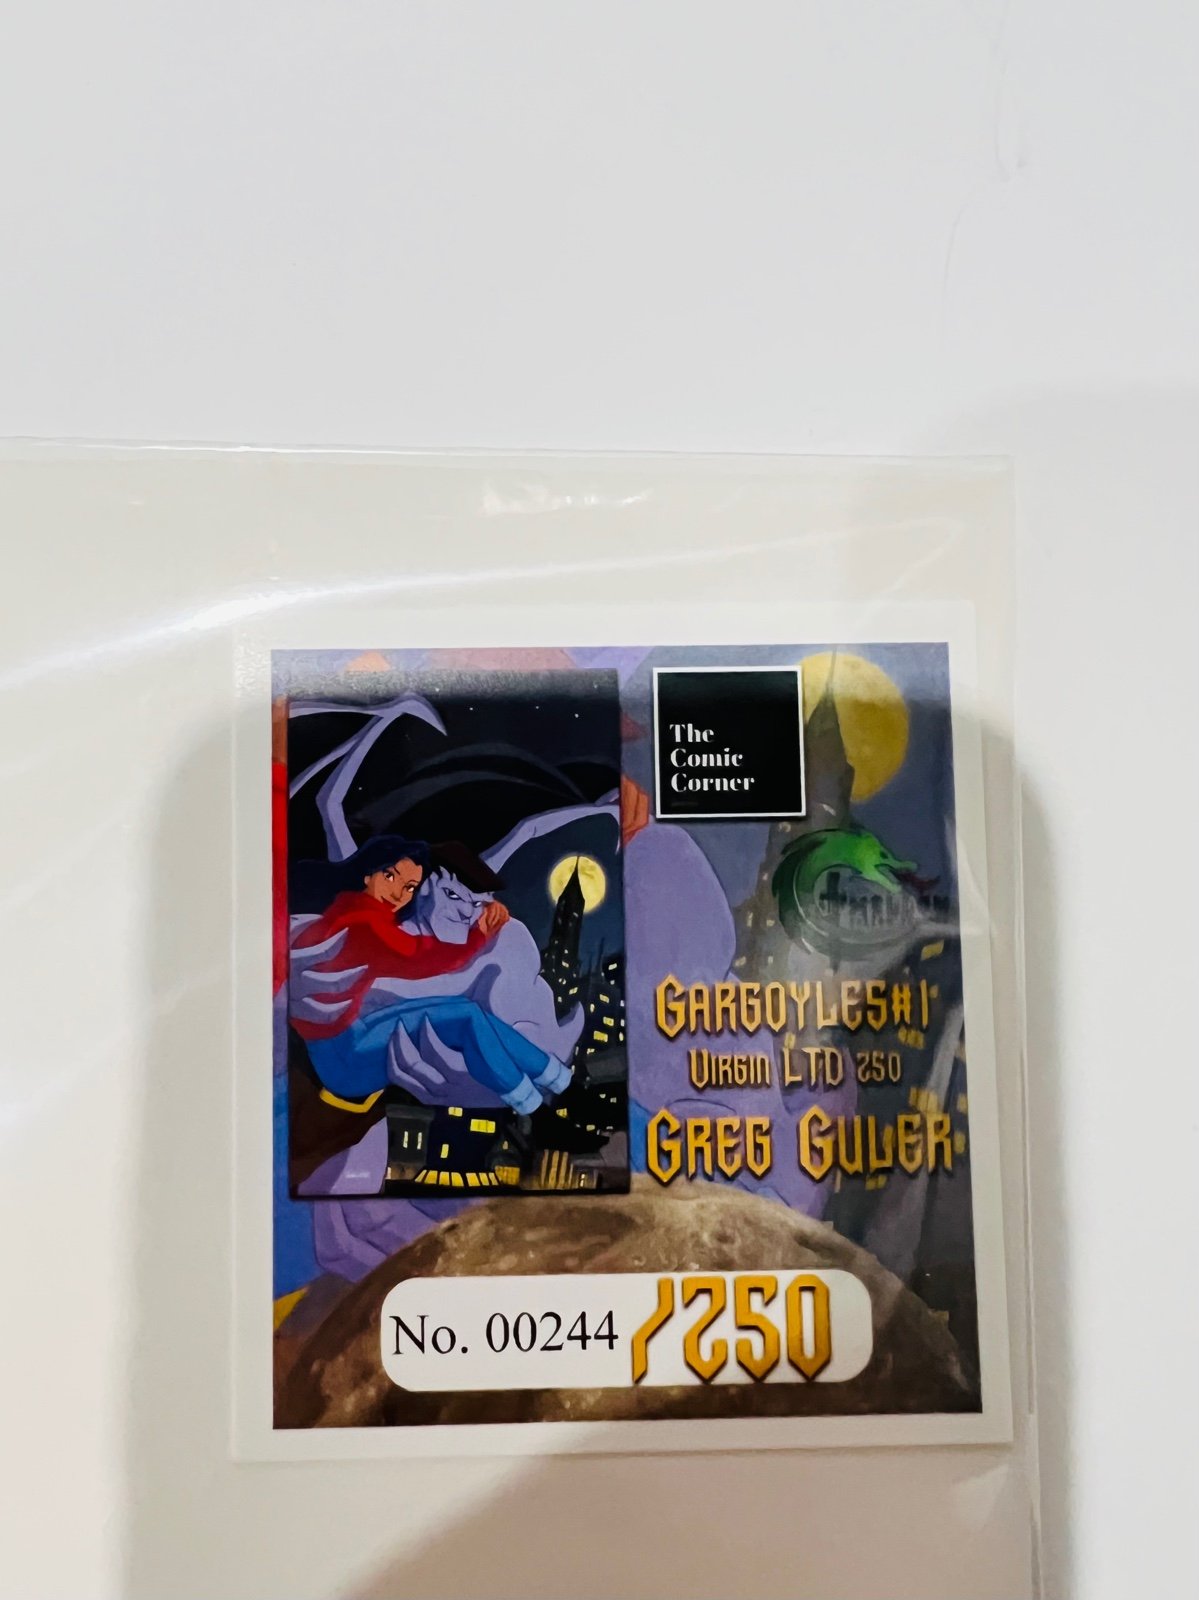 The
Comic
Corner
GARGOYLES#1
VIRGIN LTD 250
GREG GULER
No. 00244/250